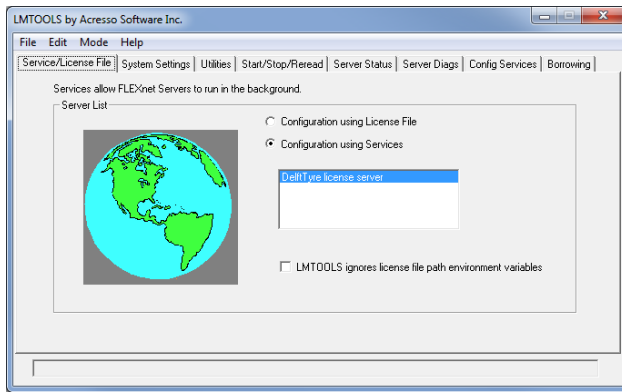 LMTOOLS by Acresso Software Inc.
File Edit Mode Help
Service/License File System Settings Utilities Start/Stop/Reread Server Status Server Diags Config Services Borrowing
Services allow FLEXnet Servers to run in the background.
Server List
Configuration using License File
Configuration using Services
DelftTyre license server
LMTOOLS ignores license file path environment variables